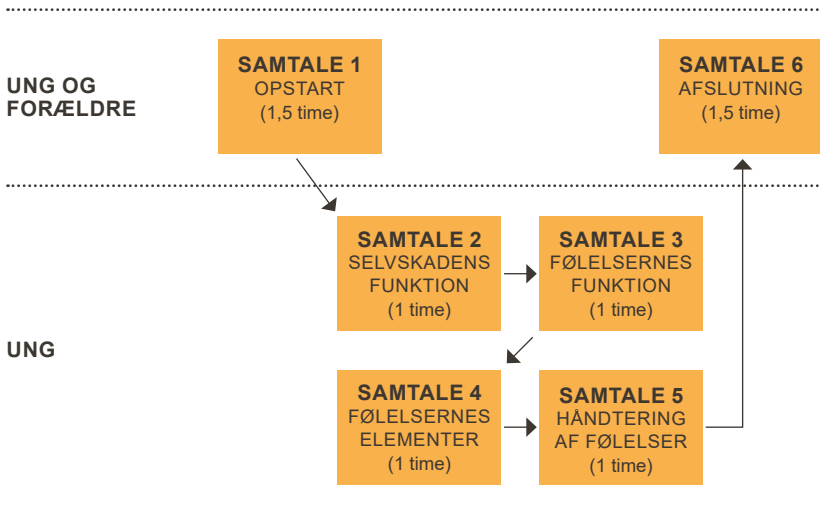 UNG OG
FORÆLDRE
SAMTALE 1
OPSTART
(1,5 time)
SAMTALE 6
AFSLUTNING
(1,5 time)
UNG
SAMTALE 2
SELVSKADENS
FUNKTION
(1 time)
SAMTALE 3
FØLELSERNES
FUNKTION
(1 time)
SAMTALE 4
FØLELSERNES
ELEMENTER
(1 time)
SAMTALE 5
HÅNDTERING
AF FØLELSER
(1 time)